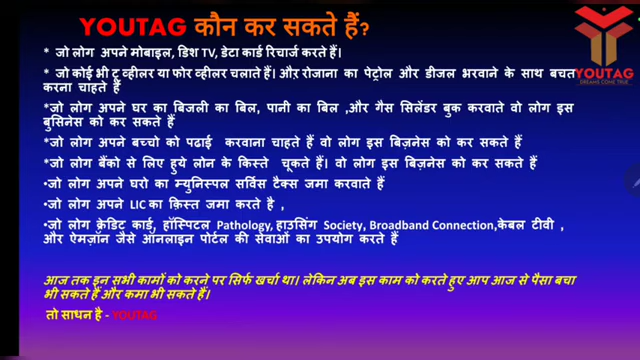 YOUTAG कौन कर सकते हैं?
YOUTAG
DREAMS COME TRUE
* जो लोग अपने मोबाइल, डिश TV, डेटा कार्ड रिचार्ज करते हैं।
* जो कोई भी टू व्हीलर या फोर व्हीलर चलाते हैं। और रोजाना का पेट्रोल और डीजल भरवाने के साथ बचत
करना चाहते हैं
*जो लोग अपने घर का बिजली का बिल, पानी का बिल ,और गैस सिलेंडर बुक करवाते वो लोग इस
बुसिनेस को कर सकते हैं
*जो लोग अपने बच्चो को पढाई करवाना चाहते हैं वो लोग इस बिज़नेस को कर सकते हैं
*जो लोग बैंको से लिए हुये लोन के किस्ते चूकते हैं। वो लोग इस बिज़नेस को कर सकते हैं
•जो लोग अपने घरो का म्युनिस्पल सर्विस टैक्स जमा करवाते हैं
•जो लोग अपने LIC का क़िस्त जमा करते है ,
•जो लोग क्रेडिट कार्ड, हॉस्पिटल Pathology, हाउसिंग Society, Broadband Connection, केबल टीवी ,
और ऐमज़ान जैसे ऑनलाइन पोर्टल की सेवाओं का उपयोग करते हैं
आज तक इन सभी कामों को करने पर सिर्फ खर्चा था। लेकिन अब इस काम को करते हुए आप आज से पैसा बचा
भी सकते हैं और कमा भी सकते हैं।
तो साधन है - YOUTAG